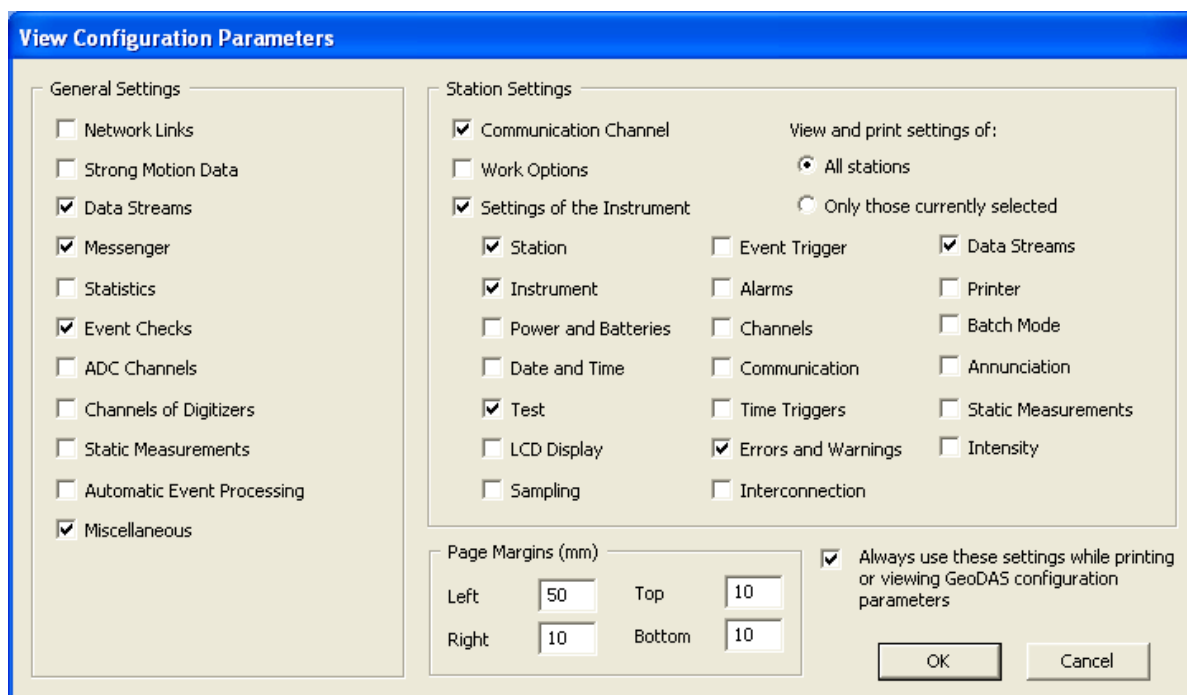 View Configuration Parameters
General Settings
Network Links
Strong Motion Data
Data Streams
Messenger
Statistics
Event Checks
ADC Channels
Channels of Digitizers
Static Measurements
Automatic Event Processing
Miscellaneous
Station Settings
Communication Channel
Work Options
Settings of the Instrument
View and print settings of:
All stations
Only those currently selected
Station
Instrument
Power and Batteries
Date and Time
Test
LCD Display
Sampling
Event Trigger
Alarms
Channels
Communication
Time Triggers
Errors and Warnings
Interconnection
Data Streams
Printer
Batch Mode
Annunciation
Static Measurements
Intensity
Page Margins (mm)
Left 50 Top 10
Right 10 Bottom 10
Always use these settings while printing
or viewing GeoDAS configuration
parameters
OK Cancel